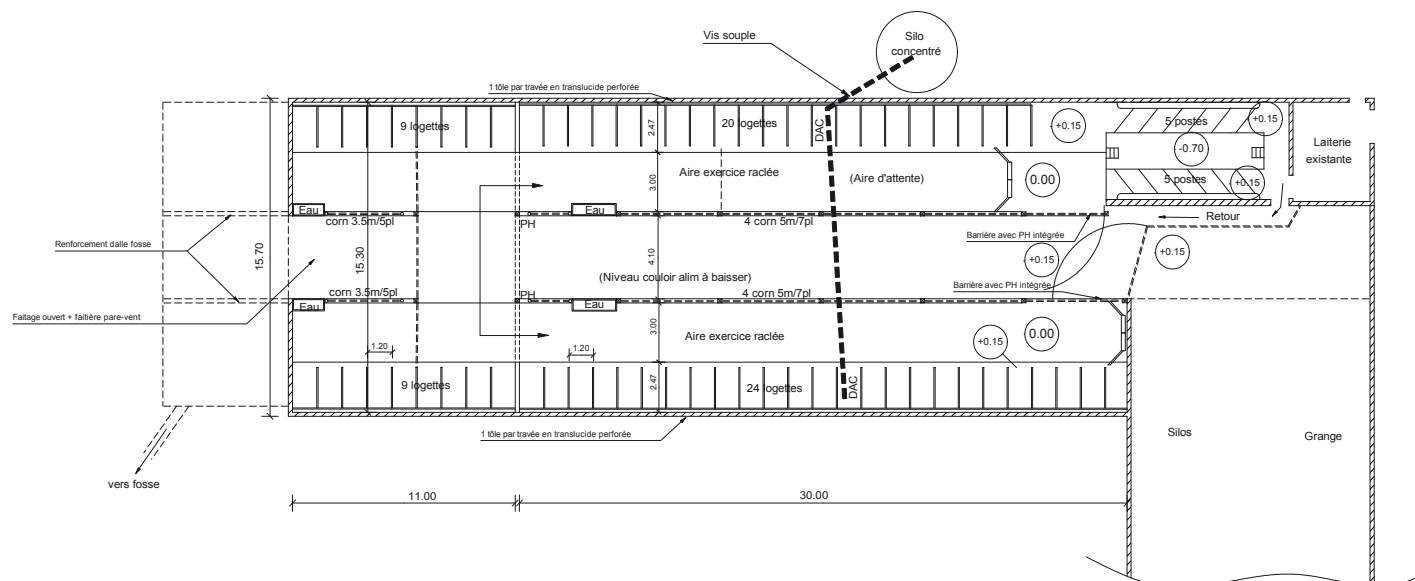 Vis souple
Silo
concentré
1 tôle par travée en translucide perforée
9 logettes
20 logettes
DAC
2.47
+0.15
5 postes
+0.15
-0.70
Laiterie
existante
Aire exercice raclée
(Aire d'attente)
0.00
3.00
5 postes
+0.15
Eau
corn 3.5m/5pl
PH
Eau
4 corn 5m/7pl
Barrière avec PH intégrée
Retour
Renforcement dalle fosse
15.70
15.30
4.10
(Niveau couloir alim à baisser)
+0.15
+0.15
corn 3.5m/5pl
PH
4 corn 5m/7pl
Barrière avec PH intégrée
Eau
Eau
Faitage ouvert + faitière pare-vent
3.00
Aire exercice raclée
0.00
+0.15
1.20
1.20
9 logettes
2.47
24 logettes
DAC
1 tôle par travée en translucide perforée
Silos
Grange
vers fosse
11.00
30.00